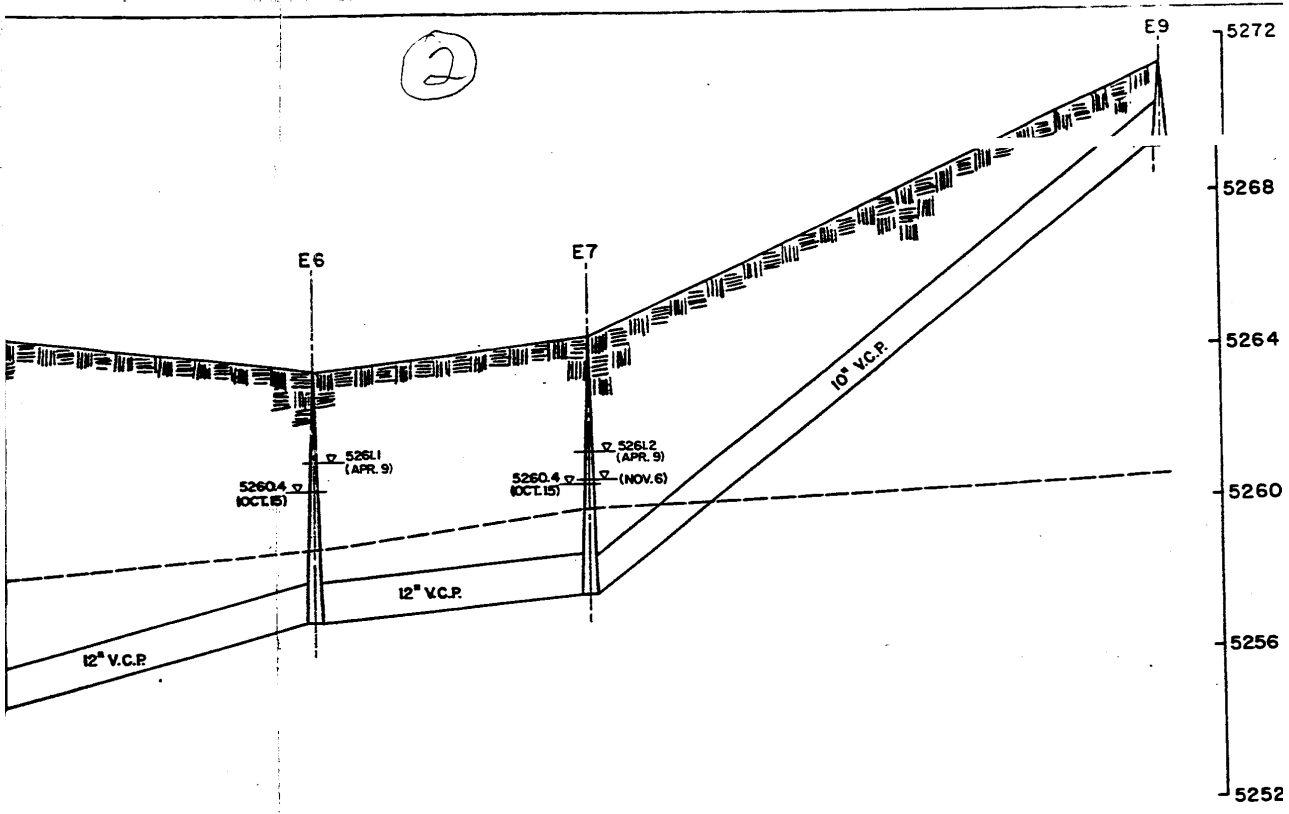 2
E9
5272
5268
E6
E7
5264
10" V.C.P.
5261.1
(APR. 9)
5260.4
(OCT. 15)
5261.2
(APR. 9)
5260.4
(OCT. 15)
(NOV. 6)
5260
12" V.C.P.
12" V.C.P.
5256
5252